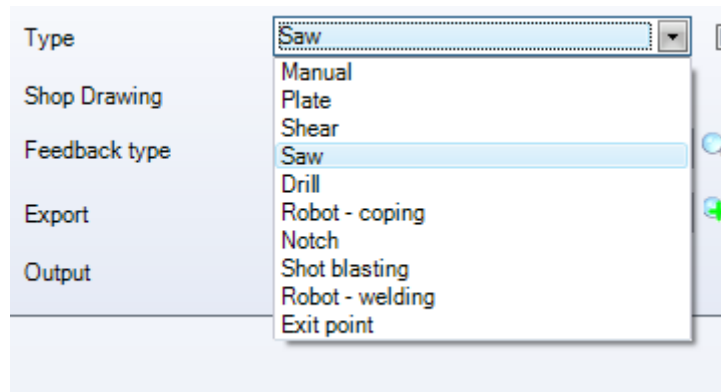 Type
Saw
Manual
Plate
Shear
Saw
Drill
Robot - coping
Notch
Shot blasting
Robot - welding
Exit point
Shop Drawing
Feedback type
Export
Output